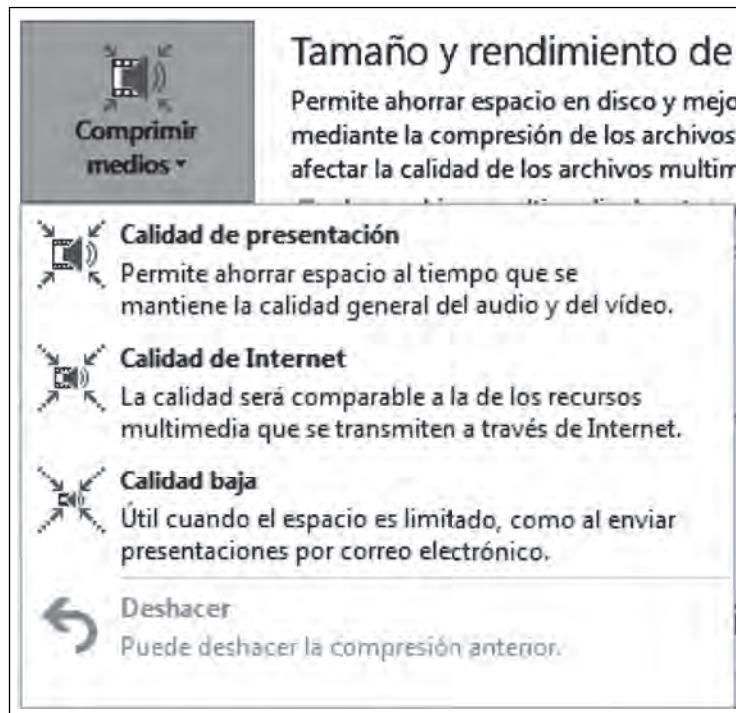 Comprimir
medios
Tamaño y rendimiento de
Permite ahorrar espacio en disco y mejo
mediante la compresión de los archivos
afectar la calidad de los archivos multim
Calidad de presentación
Permite ahorrar espacio al tiempo que se
mantiene la calidad general del audio y del vídeo.
Calidad de Internet
La calidad será comparable a la de los recursos
multimedia que se transmiten a través de Internet.
Calidad baja
Útil cuando el espacio es limitado, como al enviar
presentaciones por correo electrónico.
Deshacer
Puede deshacer la compresión anterior.